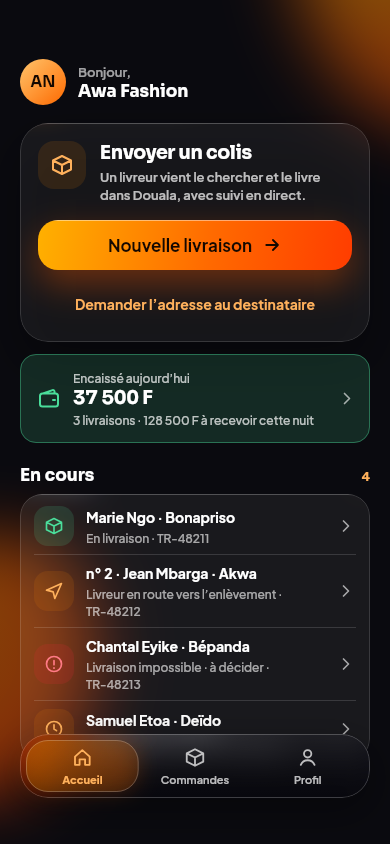 AN
Bonjour,
Awa Fashion
Envoyer un colis
Un livreur vient le chercher et le livre
dans Douala, avec suivi en direct.
Nouvelle livraison →
Demander l'adresse au destinataire
Encaissé aujourd'hui
37 500 F
3 livraisons · 128 500 F à recevoir cette nuit
En cours
4
Marie Ngo · Bonapriso
En livraison · TR-48211
n° 2 · Jean Mbarga · Akwa
Livreur en route vers l'enlèvement ·
TR-48212
Chantal Eyike · Bépanda
Livraison impossible · à décider ·
TR-48213
Samuel Etoa · Deïdo
Accueil
Commandes
Profil